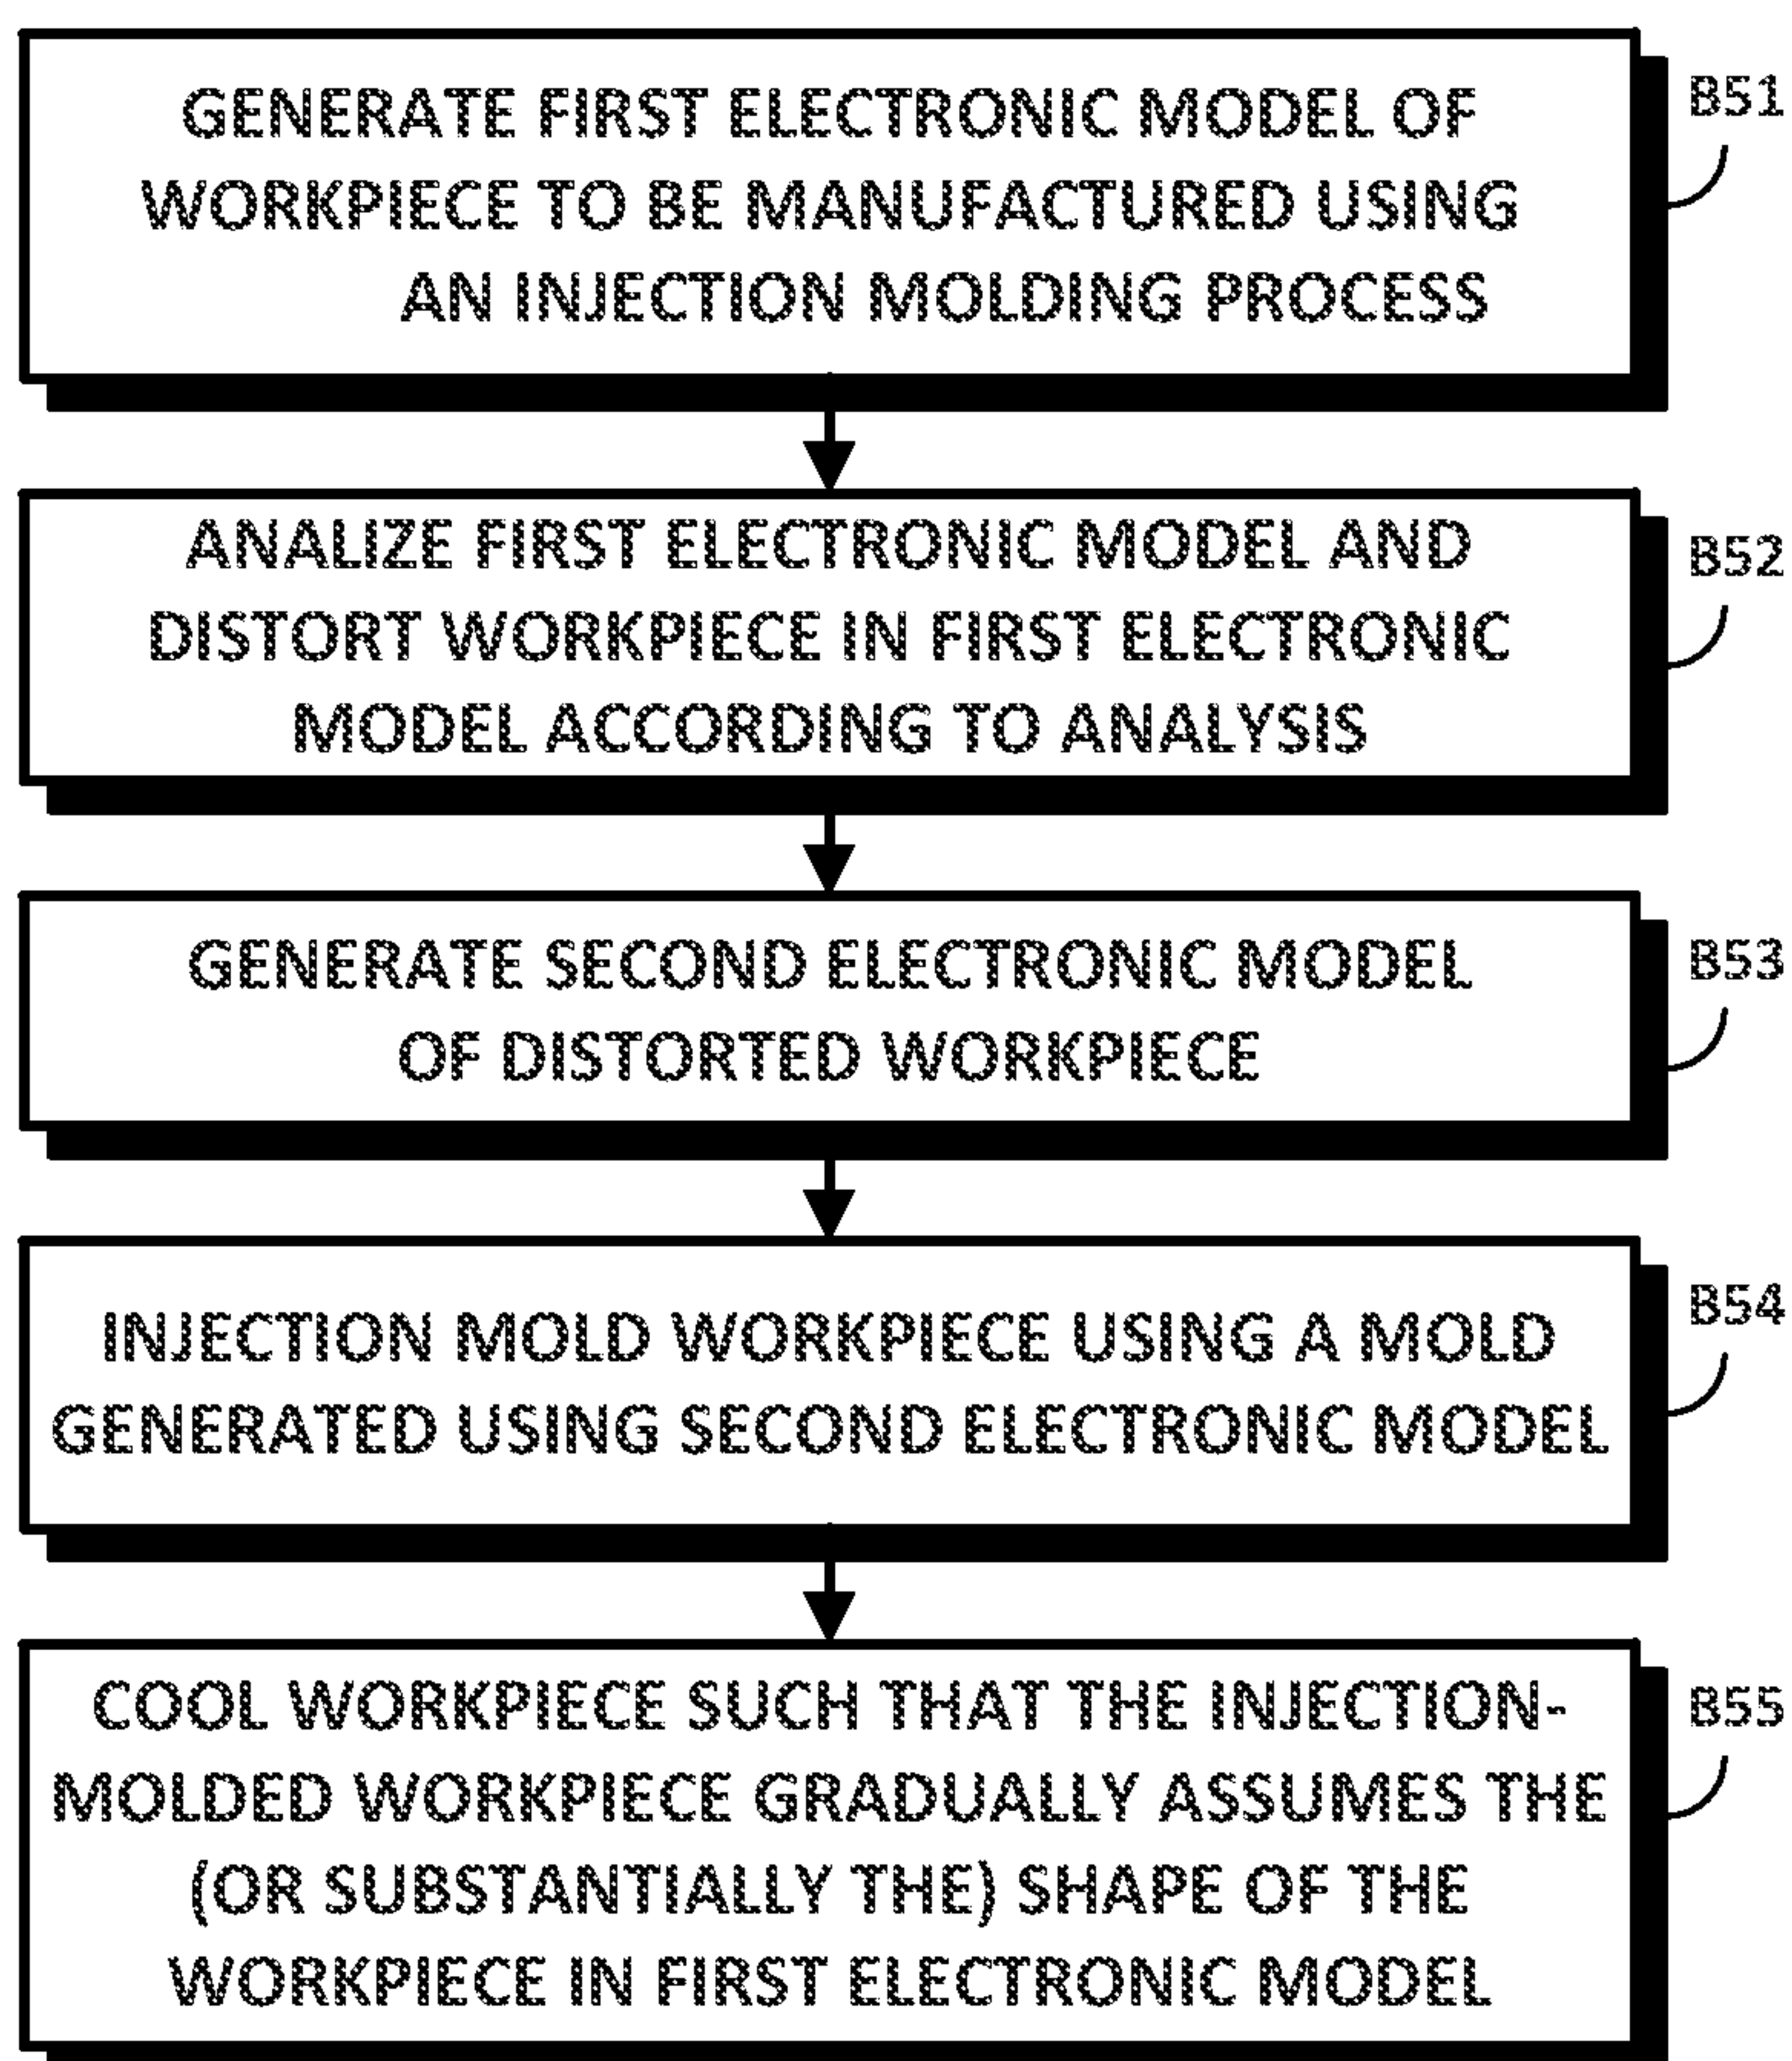 GENERATE FIRST ELECTRONIC MODEL OF
WORKPIECE TO BE MANUFACTURED USING
AN INJECTION MOLDING PROCESS
B51
ANALIZE FIRST ELECTRONIC MODEL AND
DISTORT WORKPIECE IN FIRST ELECTRONIC
MODEL ACCORDING TO ANALYSIS
B52
GENERATE SECOND ELECTRONIC MODEL
OF DISTORTED WORKPIECE
B53
INJECTION MOLD WORKPIECE USING A MOLD
GENERATED USING SECOND ELECTRONIC MODEL
B54
COOL WORKPIECE SUCH THAT THE INJECTION-
MOLDED WORKPIECE GRADUALLY ASSUMES THE
(OR SUBSTANTIALLY THE) SHAPE OF THE
WORKPIECE IN FIRST ELECTRONIC MODEL
B55